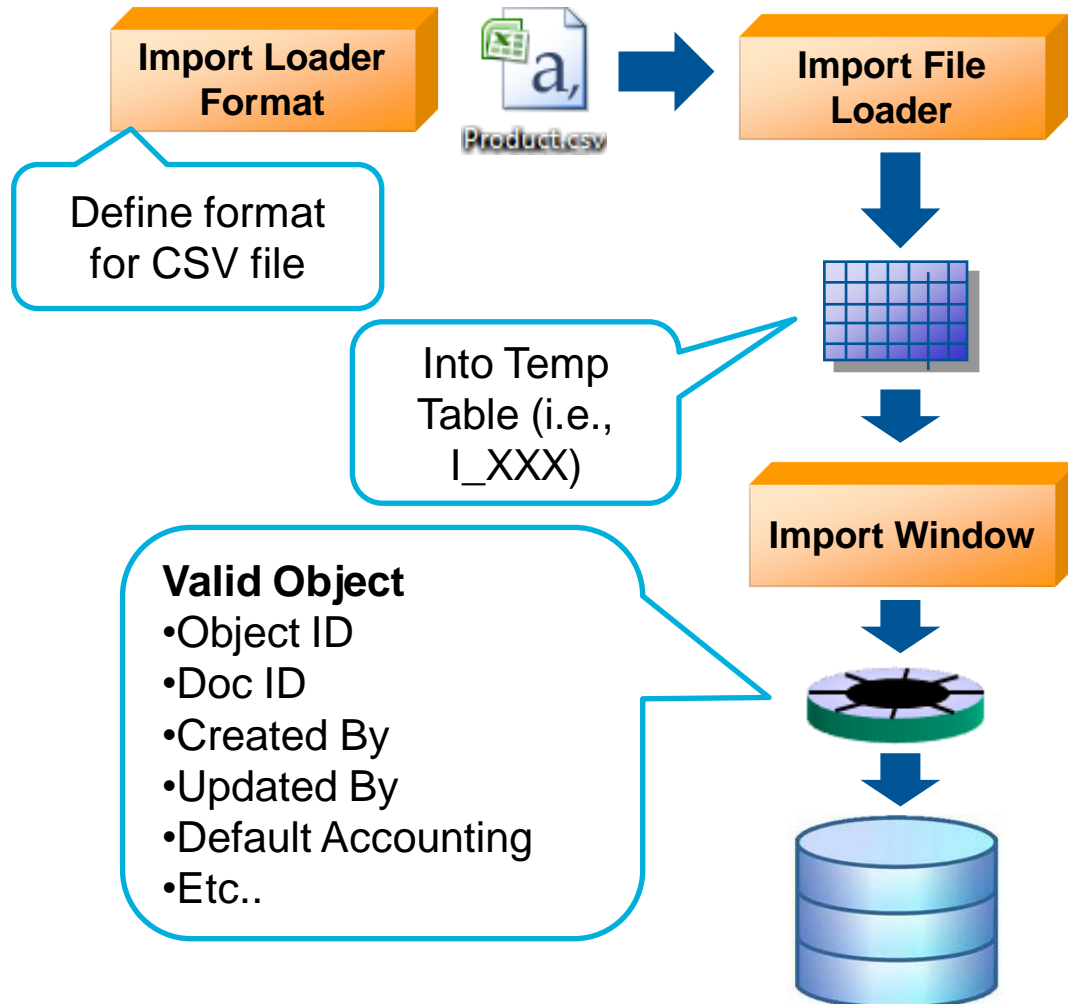 Import Loader
Format
a,
Product.csv
Import File
Loader
Define format
for CSV file
Into Temp
Table (i.e.,
I_XXX)
Import Window
Valid Object
•Object ID
•Doc ID
•Created By
•Updated By
•Default Accounting
•Etc..